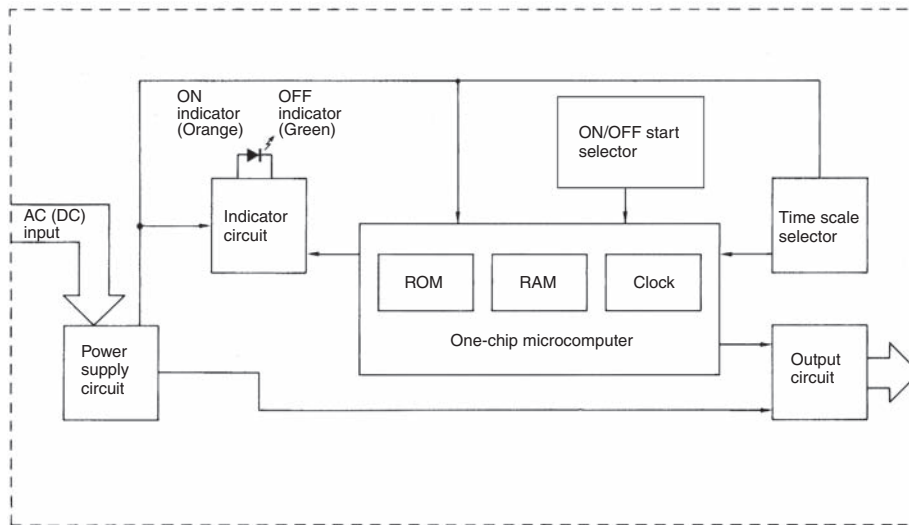 ON
indicator
(Orange)
OFF
indicator
(Green)
ON/OFF start
selector
AC (DC)
input
Indicator
circuit
Time scale
selector
ROM
RAM
Clock
One-chip microcomputer
Power
supply
circuit
Output
circuit